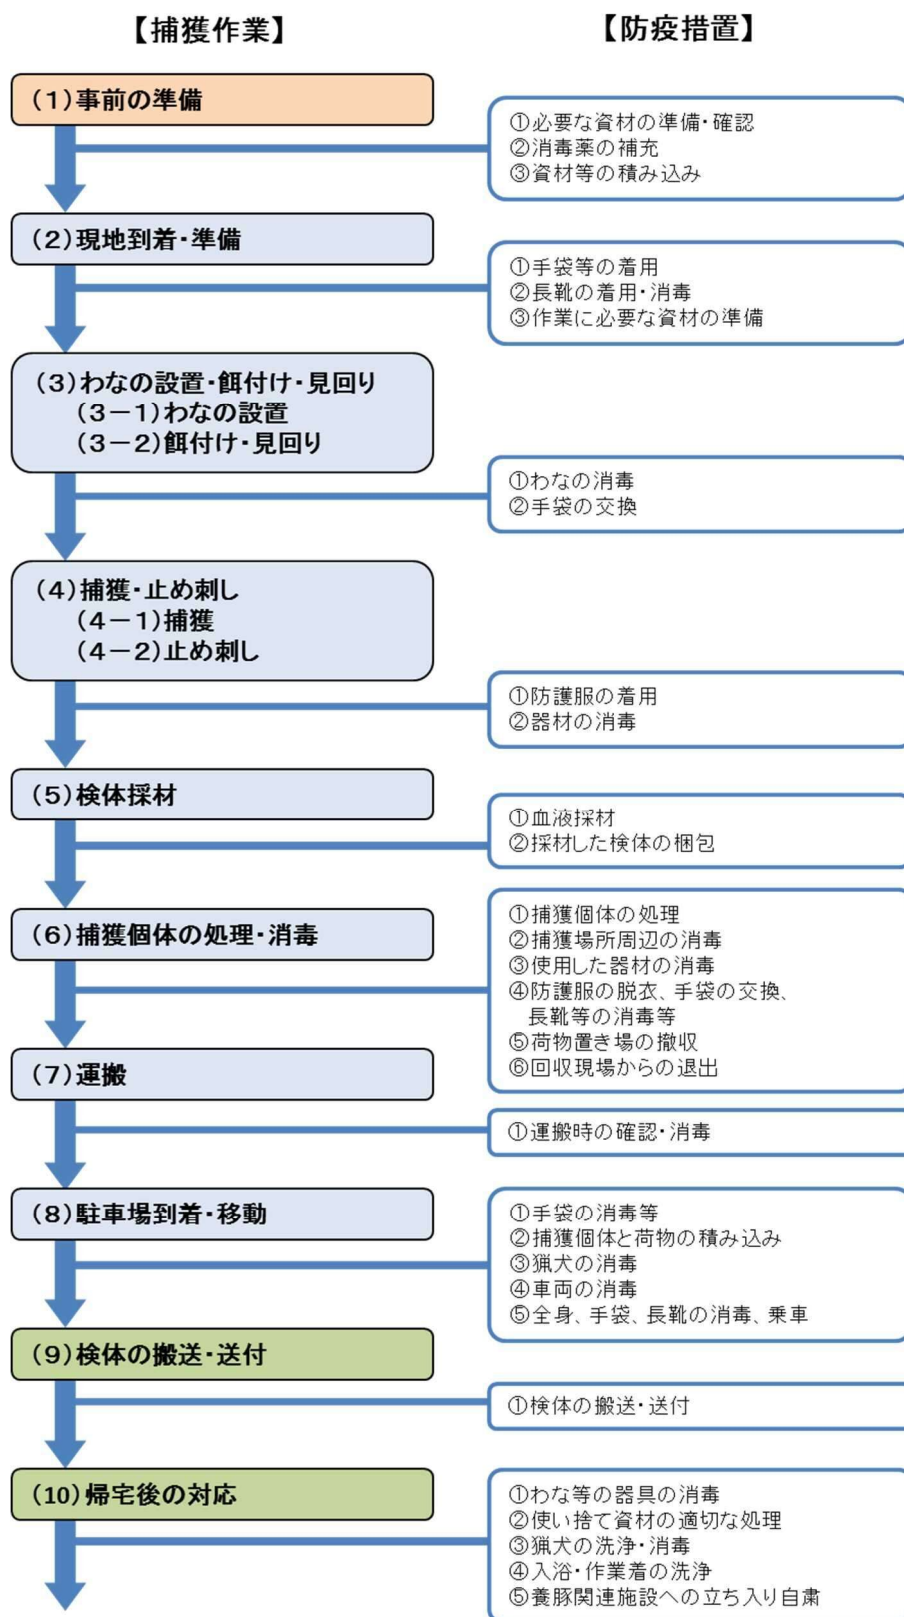 【捕獲作業】
【防疫措置】
（1）事前の準備
①必要な資材の準備・確認
②消毒薬の補充
③資材等の積み込み
（2）現地到着・準備
①手袋等の着用
②長靴の着用・消毒
③作業に必要な資材の準備
（3）わなの設置・餌付け・見回り
（3－1）わなの設置
（3－2）餌付け・見回り
①わなの消毒
②手袋の交換
（4）捕獲・止め刺し
（4－1）捕獲
（4－2）止め刺し
①防護服の着用
②器材の消毒
（5）検体採材
①血液採材
②採材した検体の梱包
（6）捕獲個体の処理・消毒
①捕獲個体の処理
②捕獲場所周辺の消毒
③使用した器材の消毒
④防護服の脱衣、手袋の交換、
長靴等の消毒等
⑤荷物置き場の撤収
⑥回収現場からの退出
（7）運搬
①運搬時の確認・消毒
（8）駐車場到着・移動
①手袋の消毒等
②捕獲個体と荷物の積み込み
③猟犬の消毒
④車両の消毒
⑤全身、手袋、長靴の消毒、乗車
（9）検体の搬送・送付
①検体の搬送・送付
（10）帰宅後の対応
①わな等の器具の消毒
②使い捨て資材の適切な処理
③猟犬の洗浄・消毒
④入浴・作業着の洗浄
⑤養豚関連施設への立ち入り自粛